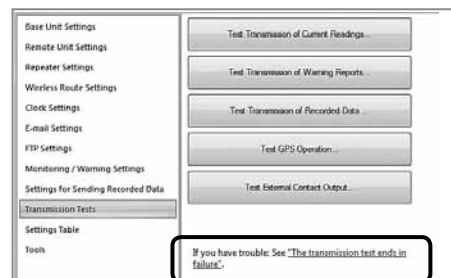 Base Unit Settings
Remote Unit Settings
Repeater Settings
Wireless Route Settings
Clock Settings
E-mail Settings
FTP Settings
Monitoring / Warning Settings
Settings for Sending Recorded Data
Transmission Tests
Settings Table
Tools
Test Transmission of Current Readings...
Test Transmission of Warning Reports...
Test Transmission of Recorded Data ...
Test GPS Operation...
Test External Contact Output...
If you have trouble: See "The transmission test ends in
failure".